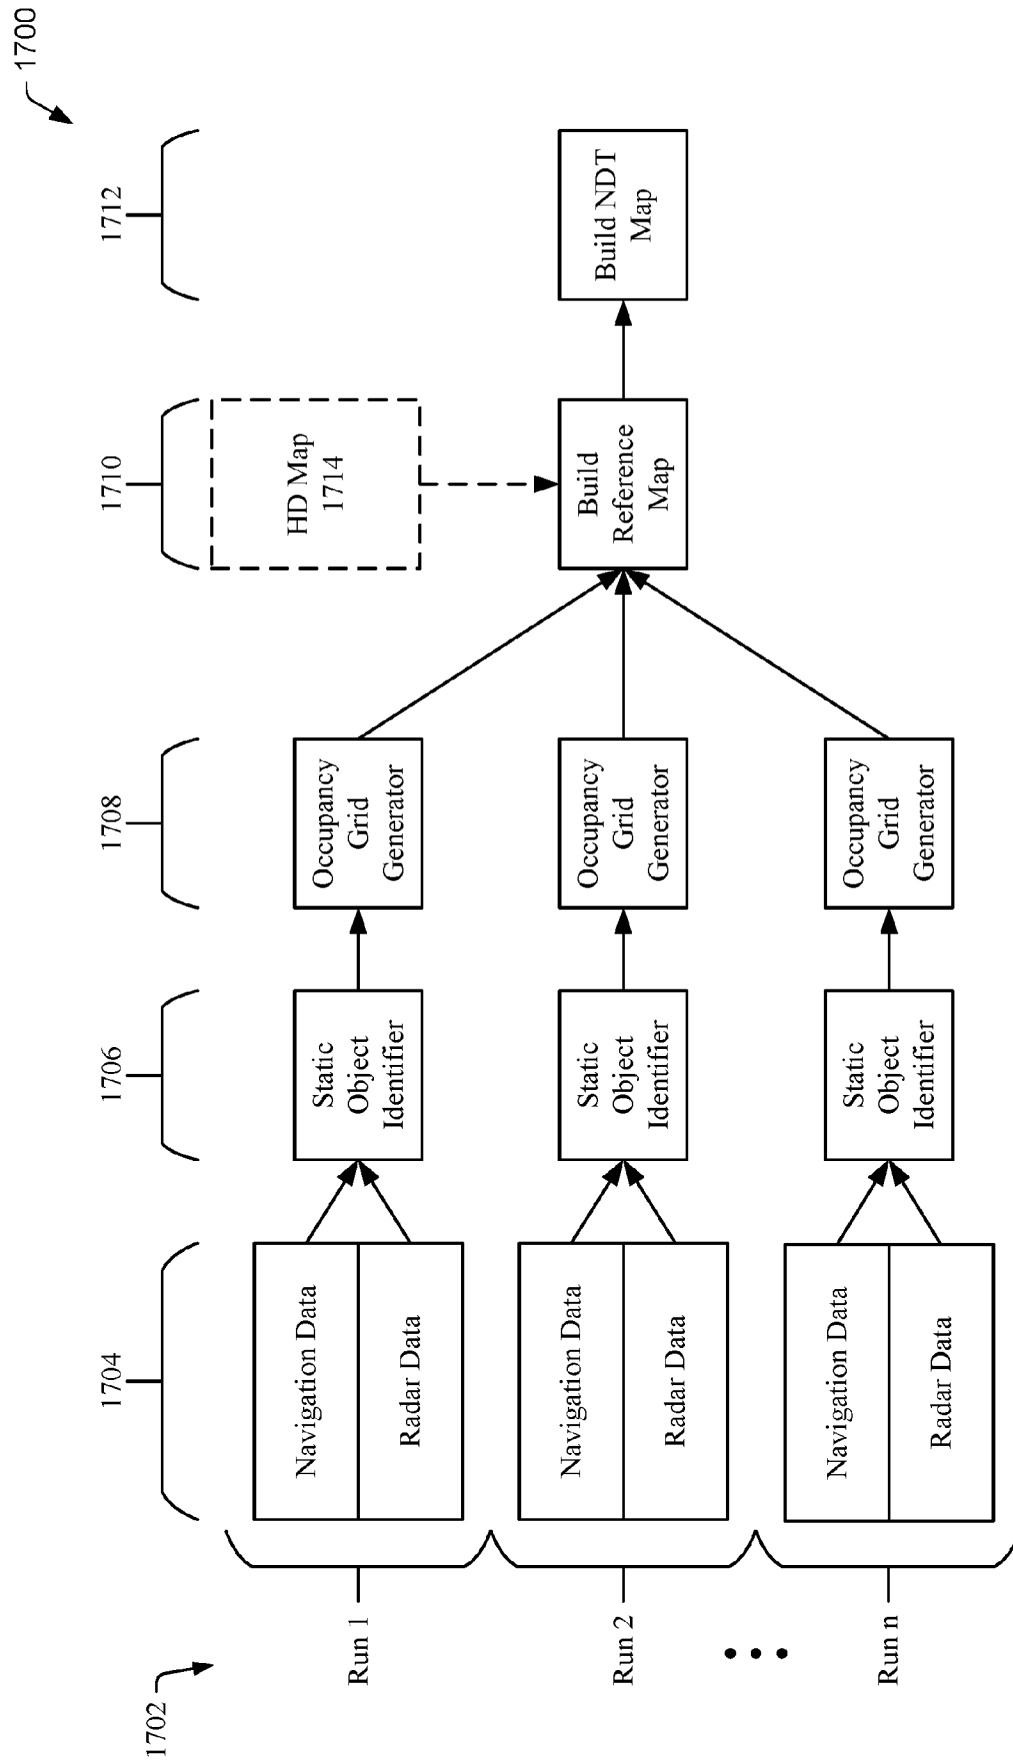 1700
1702
1704
1706
1708
1710
1712
Run 1
Navigation Data
Radar Data
Static
Object
Identifier
Occupancy
Grid
Generator
HD Map
1714
Run 2
Navigation Data
Radar Data
Static
Object
Identifier
Occupancy
Grid
Generator
Build
Reference
Map
Build NDT
Map
Run n
Navigation Data
Radar Data
Static
Object
Identifier
Occupancy
Grid
Generator